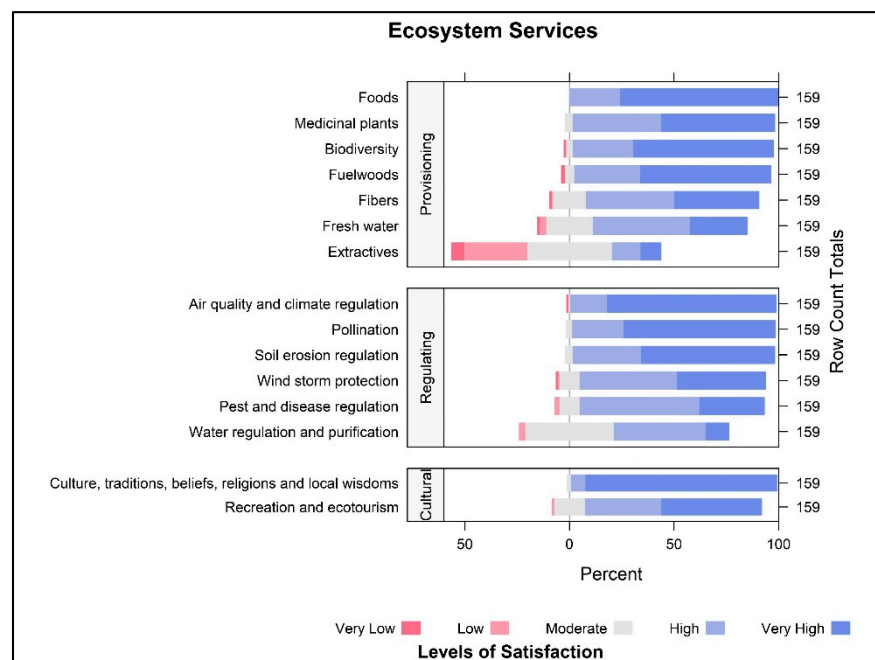 Ecosystem Services
Provisioning
Foods 159
Medicinal plants 159
Biodiversity 159
Fuelwoods 159
Fibers 159
Fresh water 159
Extractives 159
Regulating
Air quality and climate regulation 159
Pollination 159
Soil erosion regulation 159
Wind storm protection 159
Pest and disease regulation 159
Water regulation and purification 159
Cultural
Culture, traditions, beliefs, religions and local wisdoms 159
Recreation and ecotourism 159
Row Count Totals
50 0 50 100
Percent
Very Low Low Moderate High Very High
Levels of Satisfaction